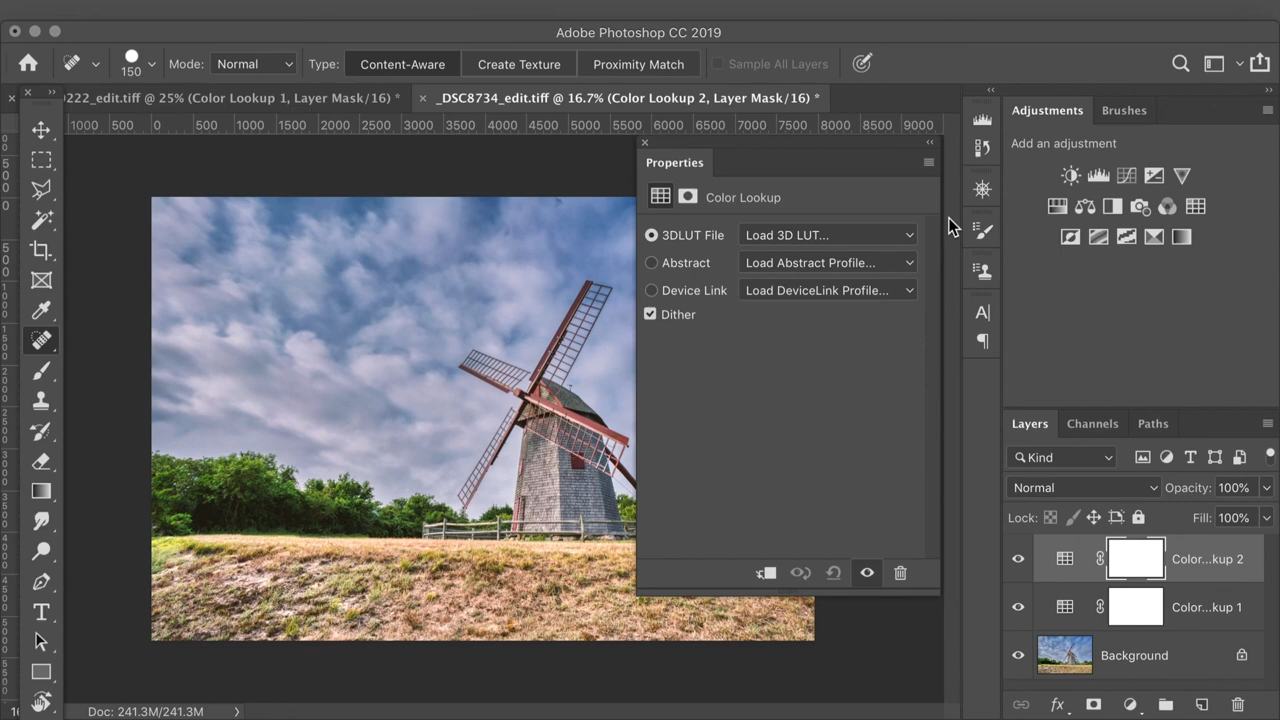 Adobe Photoshop CC 2019
150
Mode: Normal
Type: Content-Aware Create Texture Proximity Match
Sample All Layers
0222_edit.tiff @ 25% (Color Lookup 1, Layer Mask/16) *
_DSC8734_edit.tiff @ 16.7% (Color Lookup 2, Layer Mask/16) *
1000 500 0 500 1000 1500 2000 2500 3000 3500 4000 4500 5000 5500 6000 6500 7000 7500 8000 8500 9000
Properties
Color Lookup
3DLUT File Load 3D LUT...
Abstract Load Abstract Profile...
Device Link Load DeviceLink Profile...
Dither
Adjustments Brushes
Add an adjustment
Layers Channels Paths
Kind
Normal Opacity: 100%
Lock: Fill: 100%
Color...kup 2
Color...kup 1
Background
Doc: 241.3M/241.3M